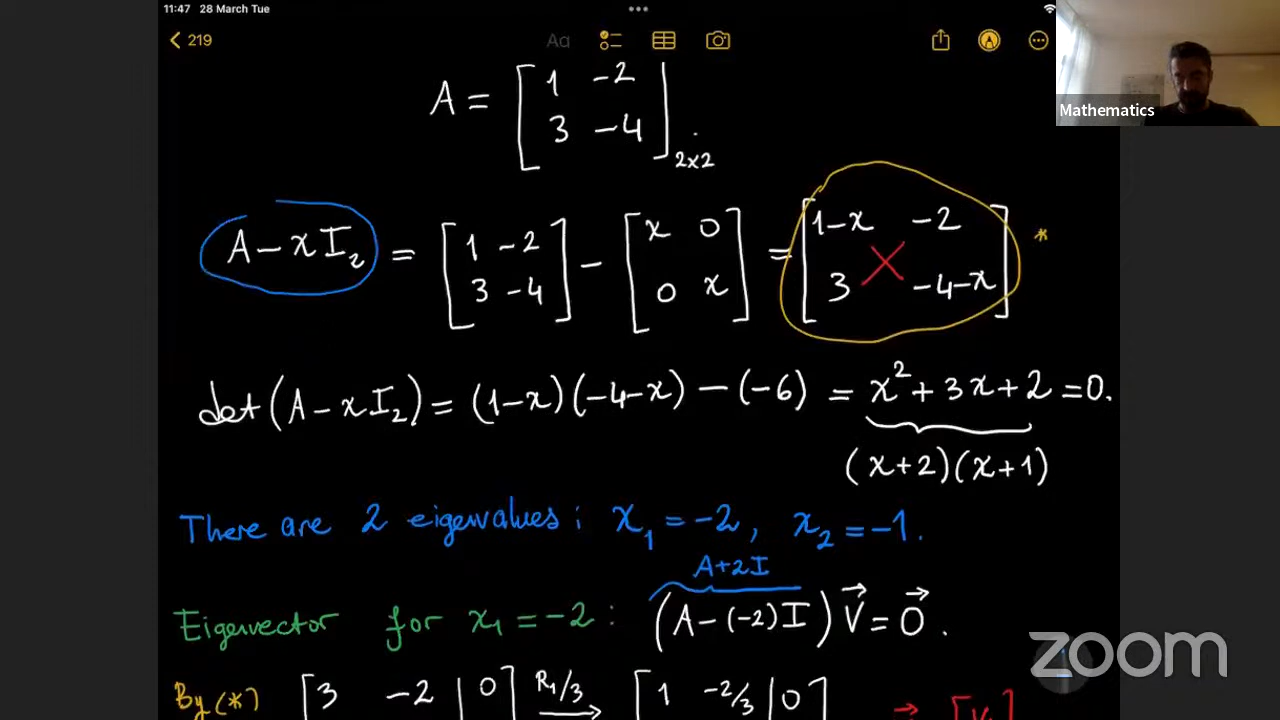 11:47 28 March Tue
219
Aa
Mathematics
A = [1 -2
3 -4]2×2
A - xI₂ = [1 -2
3 -4] - [x 0
0 x] = [1-x -2
3 -4-x] *
det(A - xI₂) = (1-x)(-4-x) - (-6) = x² + 3x + 2 = 0.
(x+2)(x+1)
There are 2 eigenvalues: x₁ = -2, x₂ = -1.
A+2I
Eigenvector for x₁ = -2 : (A - (-2)I) V⃗ = 0⃗.
By (*) [3 -2 | 0] R₁/3 → [1 -2/3 | 0]
zoom